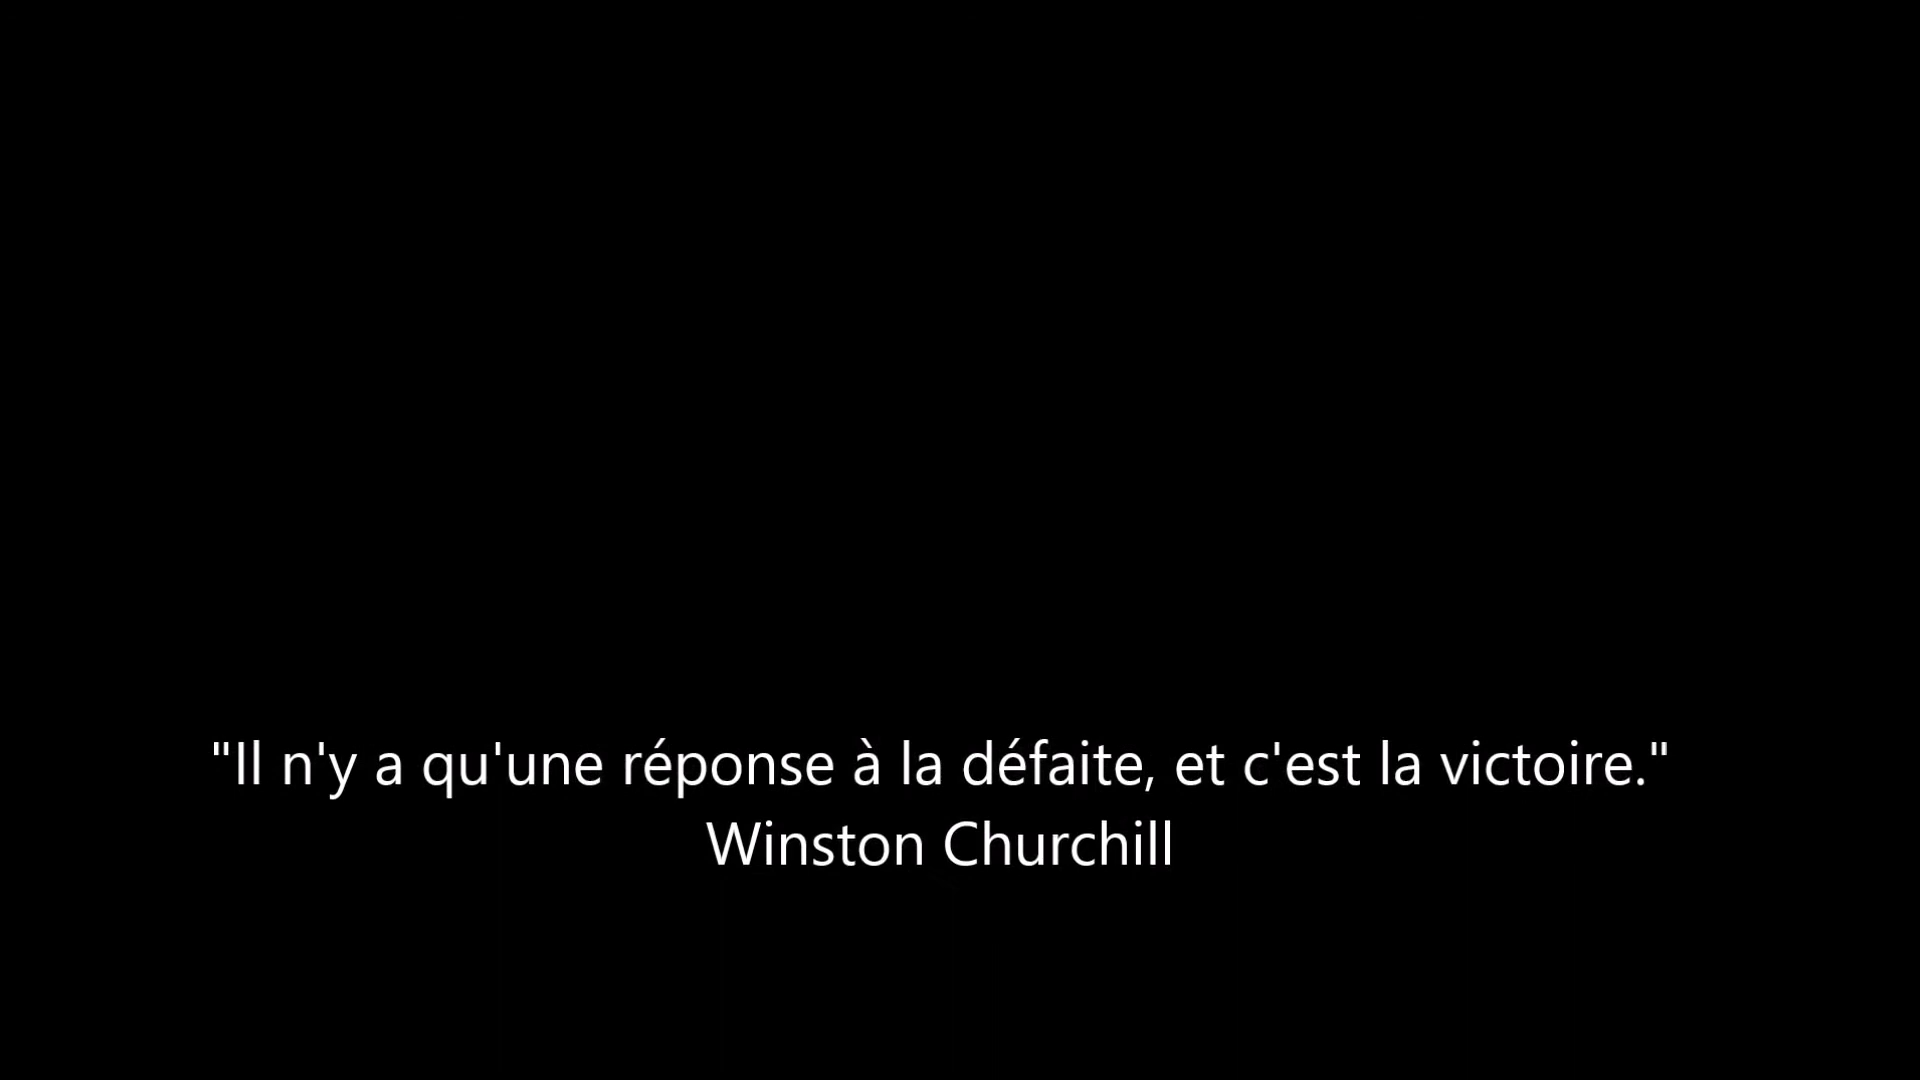 "Il n'y a qu'une réponse à la défaite, et c'est la victoire."
Winston Churchill